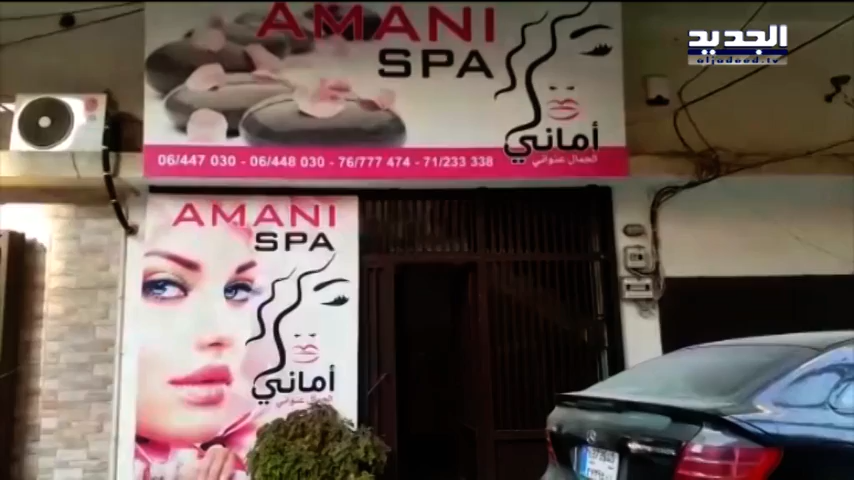 الجديد
aljadeed.tv
AMANI
SPA
أماني
الجمال عنواني
06/447 030 - 06/448 030 - 76/777 474 - 71/233 338
AMANI
SPA
أماني
الجمال عنواني